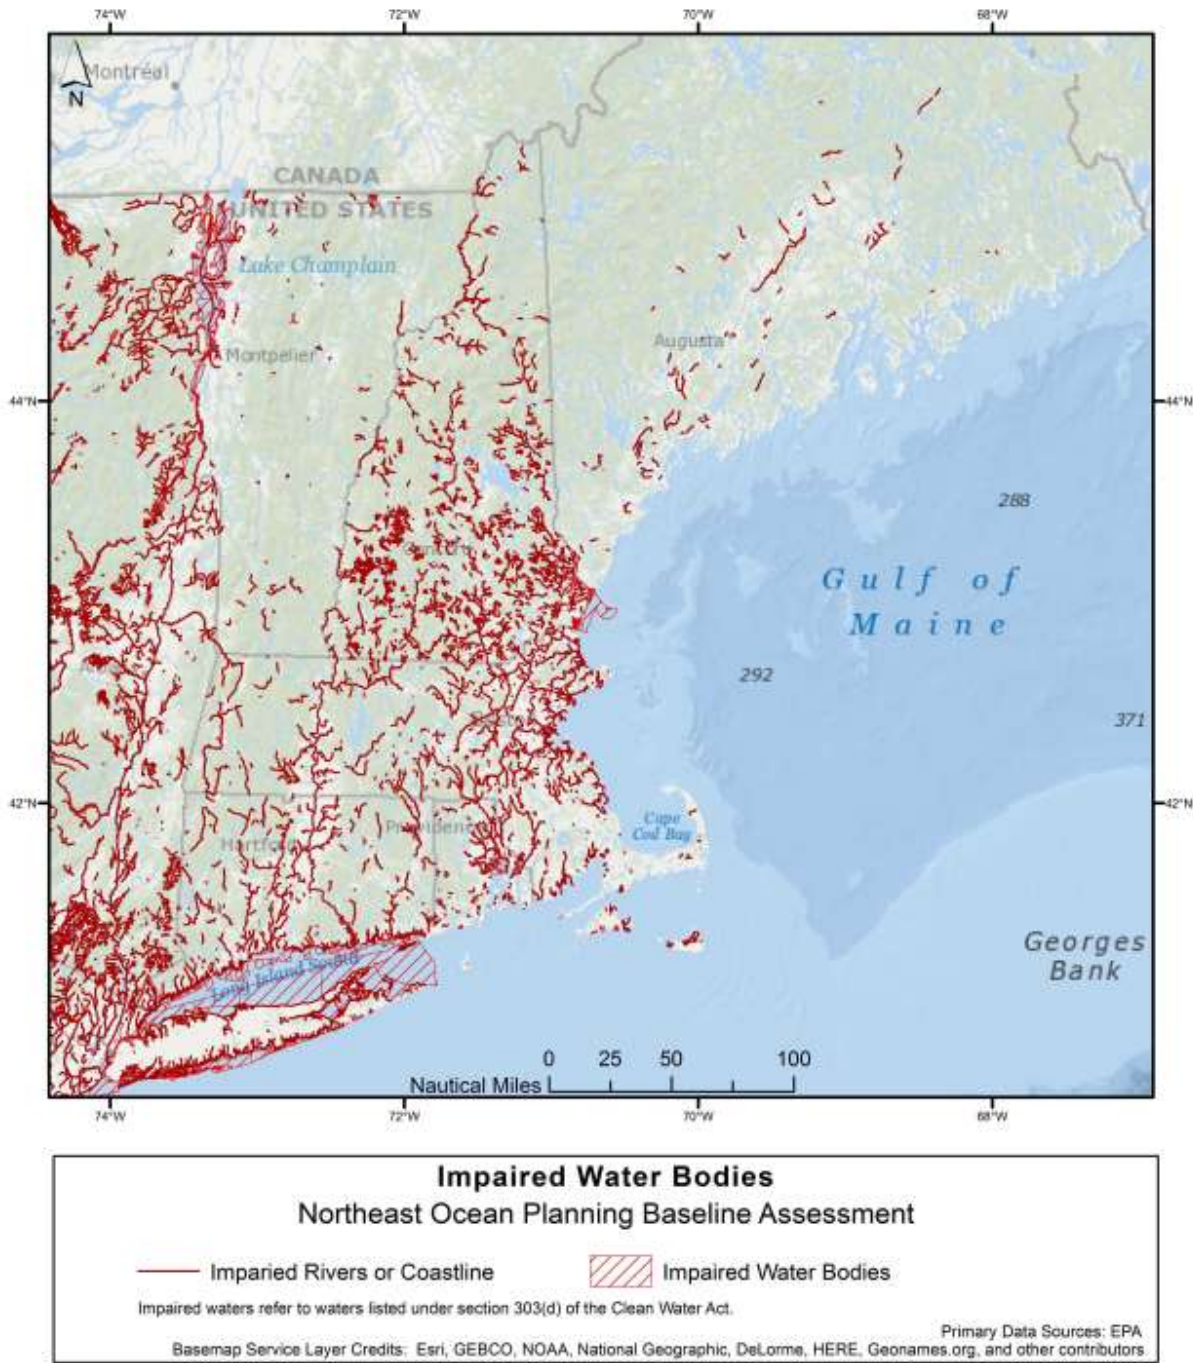 74°W
72°W
70°W
68°W
Montréal
N
CANADA
UNITED STATES
Lake Champlain
Montpelier
Augusta
44°N
44°N
288
Gulf of
Maine
292
371
42°N
42°N
Cape
Cod Bay
Providence
Hartford
Georges
Bank
Long Island Sound
0 25 50 100
Nautical Miles
74°W
72°W
70°W
68°W
Impaired Water Bodies
Northeast Ocean Planning Baseline Assessment
Imparied Rivers or Coastline
Impaired Water Bodies
Impaired waters refer to waters listed under section 303(d) of the Clean Water Act.
Primary Data Sources: EPA
Basemap Service Layer Credits: Esri, GEBCO, NOAA, National Geographic, DeLorme, HERE, Geonames.org, and other contributors